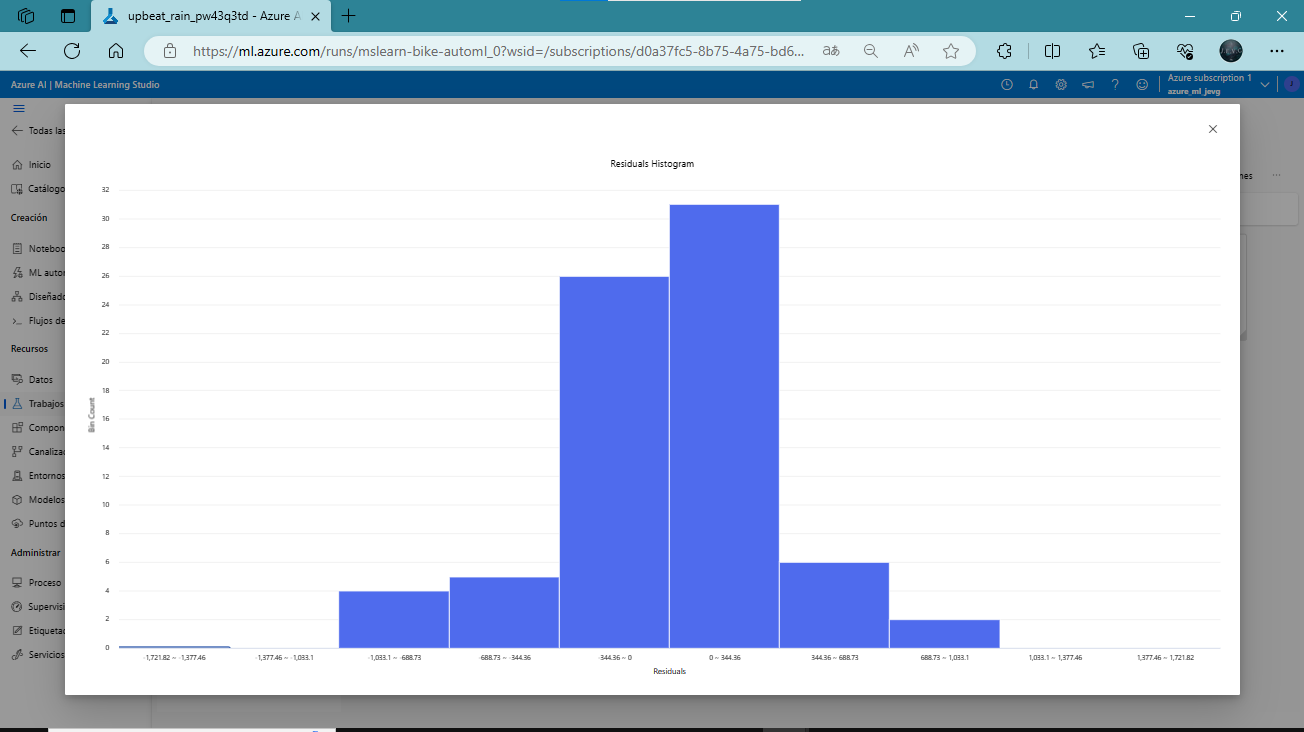 upbeat_rain_pw43q3td - Azure A
https://ml.azure.com/runs/mslearn-bike-automl_0?wsid=/subscriptions/d0a37fc5-8b75-4a75-bd6...
Azure AI | Machine Learning Studio
Azure subscription 1
azure_ml_jevg
Todas las
Inicio
Catálogo
Creación
Noteboo
ML autor
Diseñado
Flujos de
Recursos
Datos
Trabajos
Compon
Canalizac
Entornos
Modelos
Puntos d
Administrar
Proceso
Supervisi
Etiquetac
Servicios
nes
Residuals Histogram
32
30
28
26
24
22
20
18
16
14
12
10
8
6
4
2
0
Bin Count
-1,721.82 ~ -1,377.46
-1,377.46 ~ -1,033.1
-1,033.1 ~ -688.73
-688.73 ~ -344.36
-344.36 ~ 0
0 ~ 344.36
344.36 ~ 688.73
688.73 ~ 1,033.1
1,033.1 ~ 1,377.46
1,377.46 ~ 1,721.82
Residuals